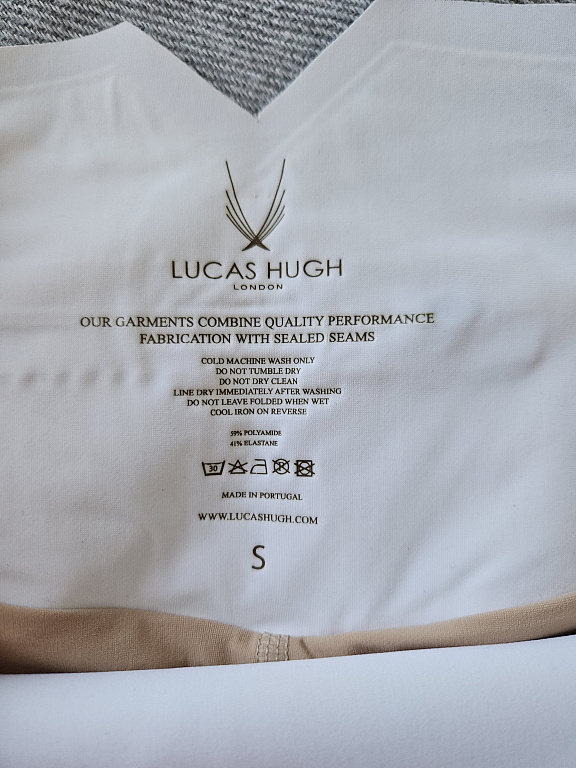 LUCAS HUGH
LONDON
OUR GARMENTS COMBINE QUALITY PERFORMANCE
FABRICATION WITH SEALED SEAMS
COLD MACHINE WASH ONLY
DO NOT TUMBLE DRY
DO NOT DRY CLEAN
LINE DRY IMMEDIATELY AFTER WASHING
DO NOT LEAVE FOLDED WHEN WET
COOL IRON ON REVERSE
59% POLYAMIDE
41% ELASTANE
30
MADE IN PORTUGAL
WWW.LUCASHUGH.COM
S